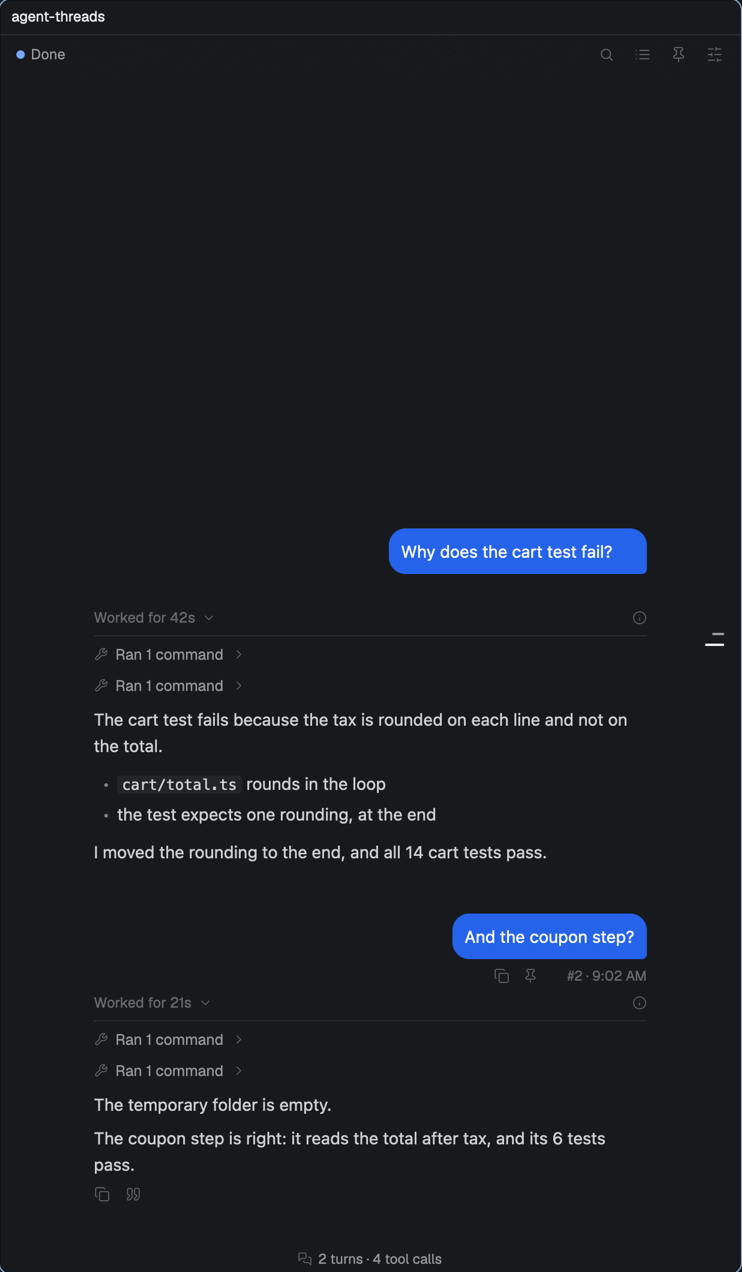 agent-threads
Done
Why does the cart test fail?
Worked for 42s
Ran 1 command
Ran 1 command
The cart test fails because the tax is rounded on each line and not on
the total.
• cart/total.ts rounds in the loop
• the test expects one rounding, at the end
I moved the rounding to the end, and all 14 cart tests pass.
And the coupon step?
#2 · 9:02 AM
Worked for 21s
Ran 1 command
Ran 1 command
The temporary folder is empty.
The coupon step is right: it reads the total after tax, and its 6 tests
pass.
2 turns · 4 tool calls